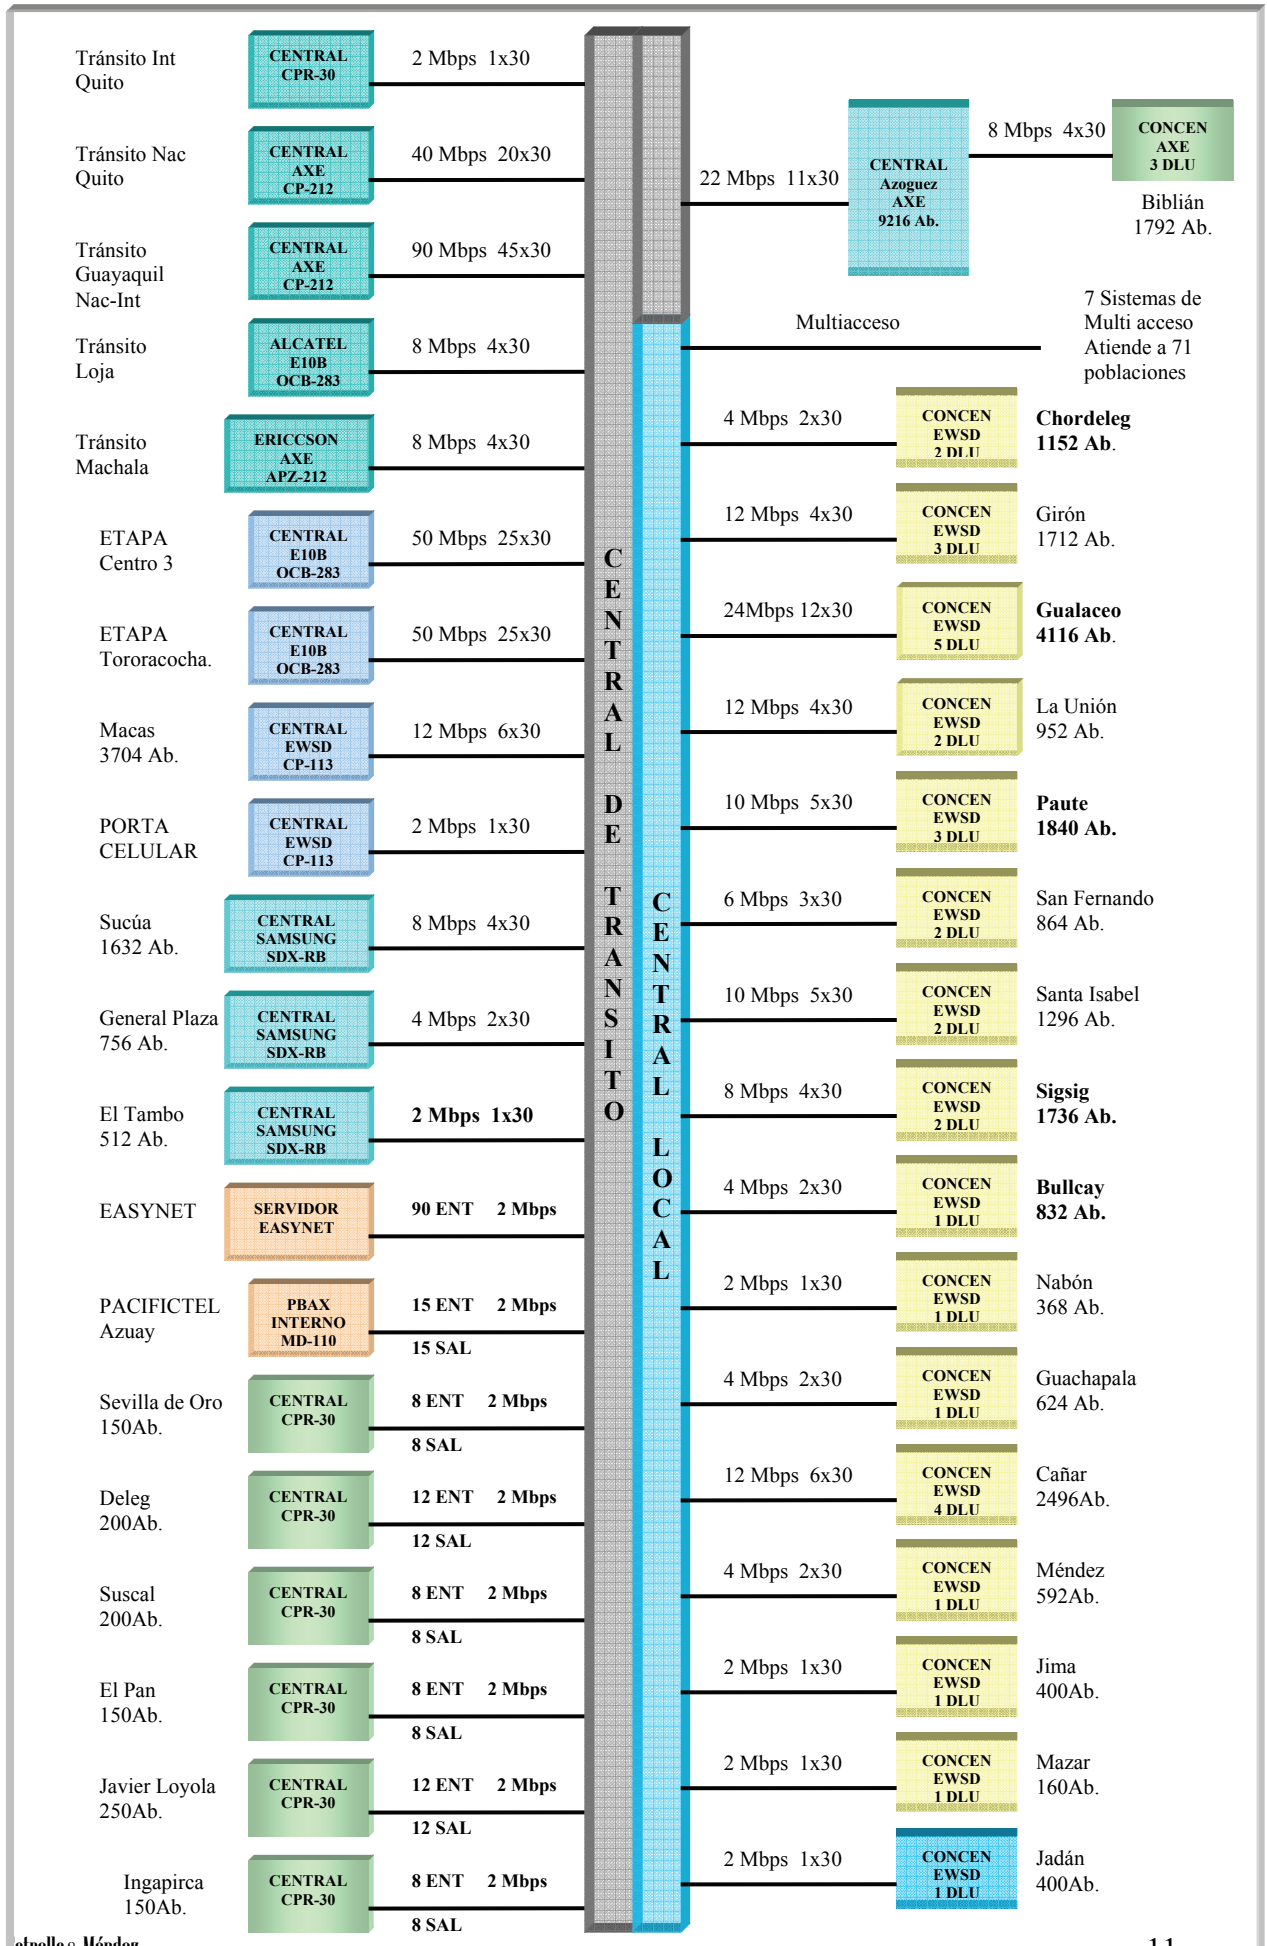 Tránsito Int
Quito
CENTRAL
CPR-30
2 Mbps 1x30
Tránsito Nac
Quito
CENTRAL
AXE
CP-212
40 Mbps 20x30
Tránsito
Guayaquil
Nac-Int
CENTRAL
AXE
CP-212
90 Mbps 45x30
Tránsito
Loja
ALCATEL
E10B
OCB-283
8 Mbps 4x30
Tránsito
Machala
ERICCSON
AXE
APZ-212
8 Mbps 4x30
ETAPA
Centro 3
CENTRAL
E10B
OCB-283
50 Mbps 25x30
ETAPA
Tororacocha.
CENTRAL
E10B
OCB-283
50 Mbps 25x30
Macas
3704 Ab.
CENTRAL
EWSD
CP-113
12 Mbps 6x30
PORTA
CELULAR
CENTRAL
EWSD
CP-113
2 Mbps 1x30
Sucúa
1632 Ab.
CENTRAL
SAMSUNG
SDX-RB
8 Mbps 4x30
General Plaza
756 Ab.
CENTRAL
SAMSUNG
SDX-RB
4 Mbps 2x30
El Tambo
512 Ab.
CENTRAL
SAMSUNG
SDX-RB
2 Mbps 1x30
EASYNET
SERVIDOR
EASYNET
90 ENT 2 Mbps
PACIFICTEL
Azuay
PBAX
INTERNO
MD-110
15 ENT 2 Mbps
15 SAL
Sevilla de Oro
150Ab.
CENTRAL
CPR-30
8 ENT 2 Mbps
8 SAL
Deleg
200Ab.
CENTRAL
CPR-30
12 ENT 2 Mbps
12 SAL
Suscal
200Ab.
CENTRAL
CPR-30
8 ENT 2 Mbps
8 SAL
El Pan
150Ab.
CENTRAL
CPR-30
8 ENT 2 Mbps
8 SAL
Javier Loyola
250Ab.
CENTRAL
CPR-30
12 ENT 2 Mbps
12 SAL
Ingapirca
150Ab.
CENTRAL
CPR-30
8 ENT 2 Mbps
8 SAL
CENTRAL DE TRANSITO
CENTRAL LOCAL
22 Mbps 11x30
CENTRAL
Azoguez
AXE
9216 Ab.
8 Mbps 4x30
CONCEN
AXE
3 DLU
Biblián
1792 Ab.
Multiacceso
7 Sistemas de
Multi acceso
Atiende a 71
poblaciones
4 Mbps 2x30
CONCEN
EWSD
2 DLU
Chordeleg
1152 Ab.
12 Mbps 4x30
CONCEN
EWSD
3 DLU
Girón
1712 Ab.
24Mbps 12x30
CONCEN
EWSD
5 DLU
Gualaceo
4116 Ab.
12 Mbps 4x30
CONCEN
EWSD
2 DLU
La Unión
952 Ab.
10 Mbps 5x30
CONCEN
EWSD
3 DLU
Paute
1840 Ab.
6 Mbps 3x30
CONCEN
EWSD
2 DLU
San Fernando
864 Ab.
10 Mbps 5x30
CONCEN
EWSD
2 DLU
Santa Isabel
1296 Ab.
8 Mbps 4x30
CONCEN
EWSD
2 DLU
Sigsig
1736 Ab.
4 Mbps 2x30
CONCEN
EWSD
1 DLU
Bullcay
832 Ab.
2 Mbps 1x30
CONCEN
EWSD
1 DLU
Nabón
368 Ab.
4 Mbps 2x30
CONCEN
EWSD
1 DLU
Guachapala
624 Ab.
12 Mbps 6x30
CONCEN
EWSD
4 DLU
Cañar
2496Ab.
4 Mbps 2x30
CONCEN
EWSD
1 DLU
Méndez
592Ab.
2 Mbps 1x30
CONCEN
EWSD
1 DLU
Jima
400Ab.
2 Mbps 1x30
CONCEN
EWSD
1 DLU
Mazar
160Ab.
2 Mbps 1x30
CONCEN
EWSD
1 DLU
Jadán
400Ab.
Méndez
11